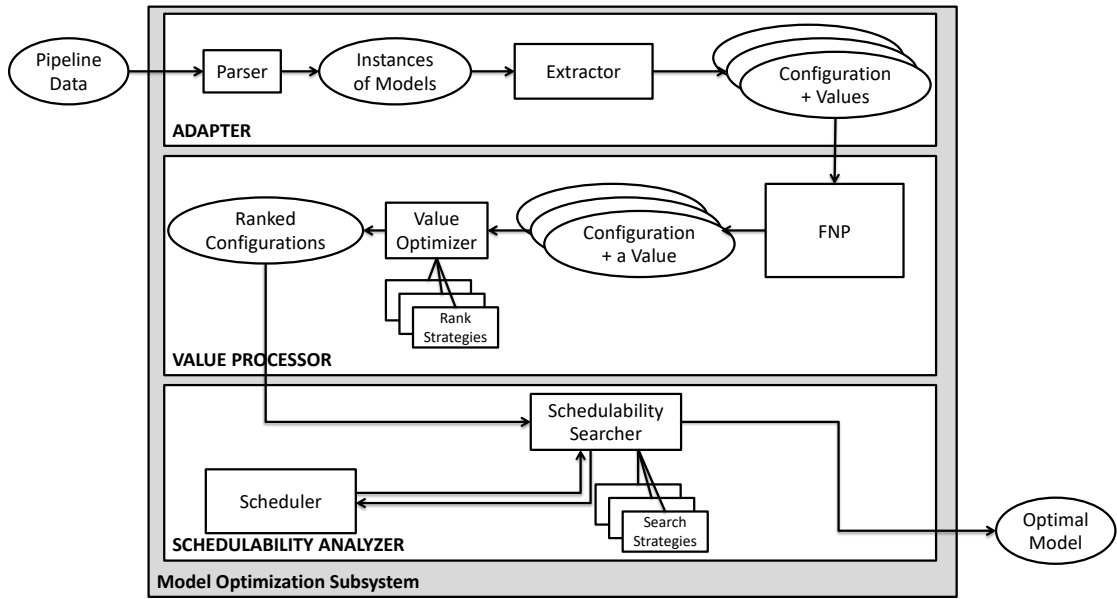 Pipeline
Data
Parser
Instances
of Models
Extractor
Configuration
+ Values
ADAPTER
Ranked
Configurations
Value
Optimizer
Configuration
+ a Value
FNP
Rank
Strategies
VALUE PROCESSOR
Schedulability
Searcher
Scheduler
Search
Strategies
SCHEDULABILITY ANALYZER
Optimal
Model
Model Optimization Subsystem